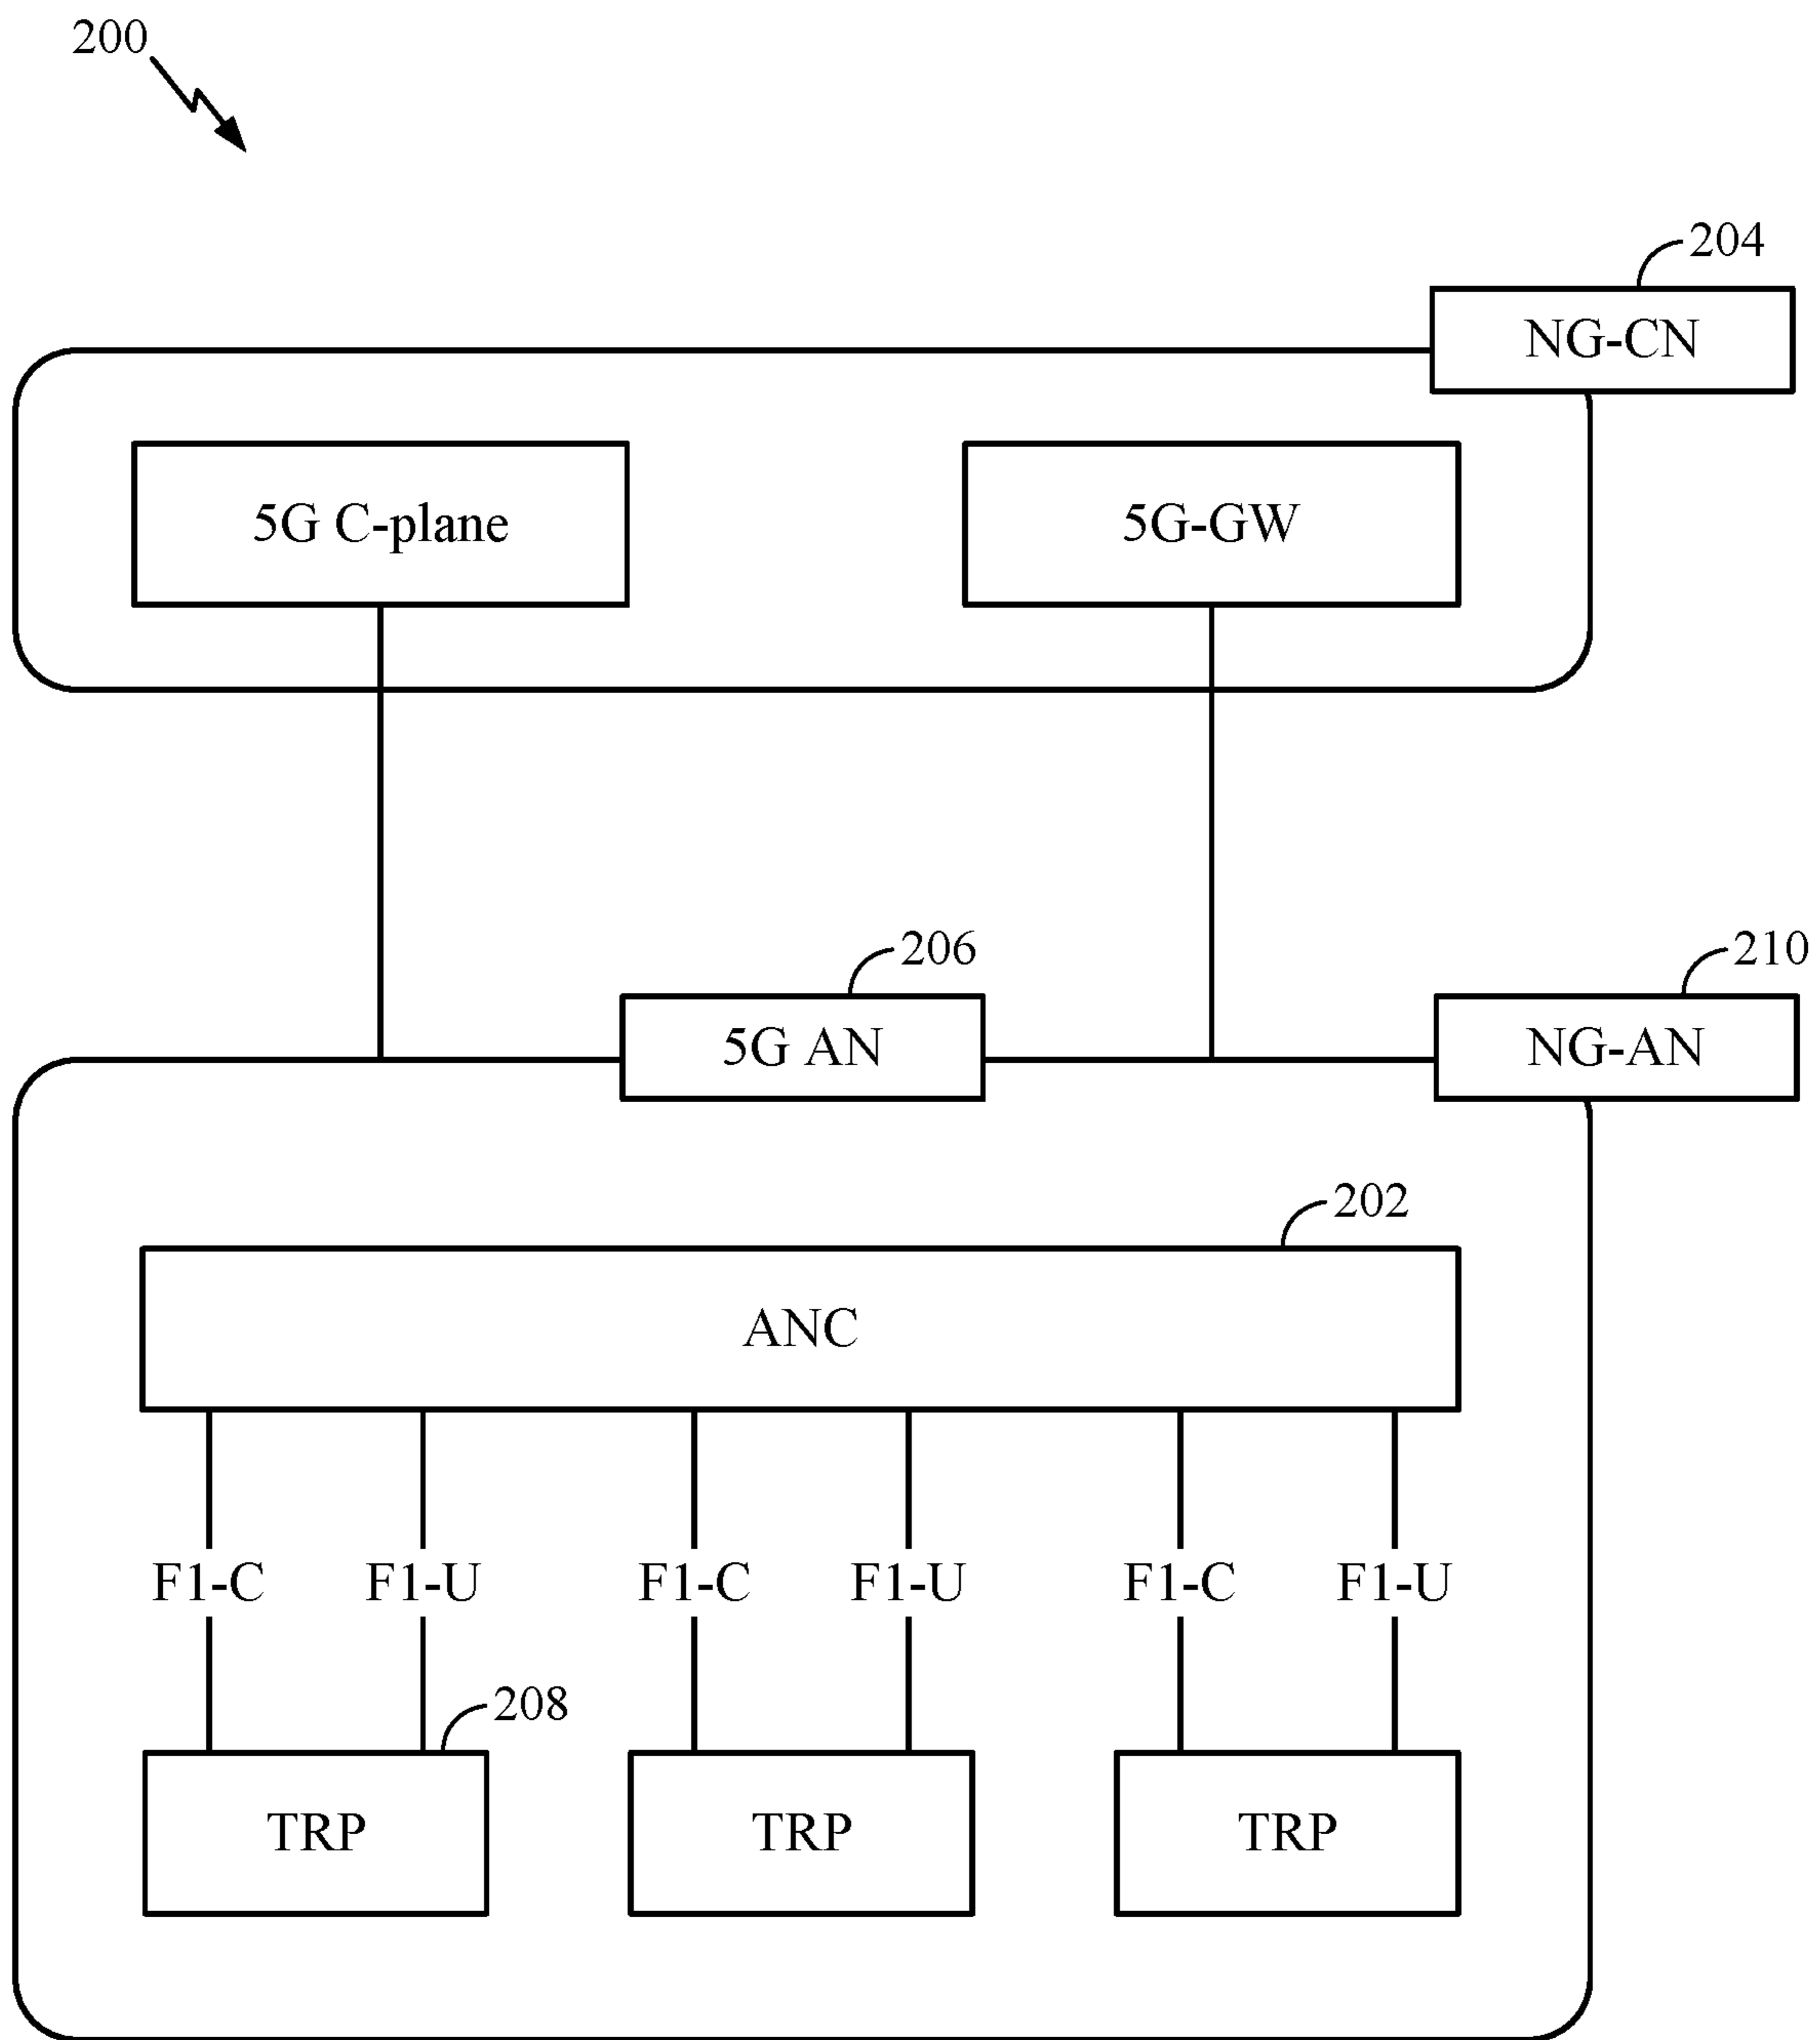 200
204
NG-CN
5G C-plane
5G-GW
206
210
5G AN
NG-AN
202
ANC
F1-C
F1-U
F1-C
F1-U
F1-C
F1-U
208
TRP
TRP
TRP